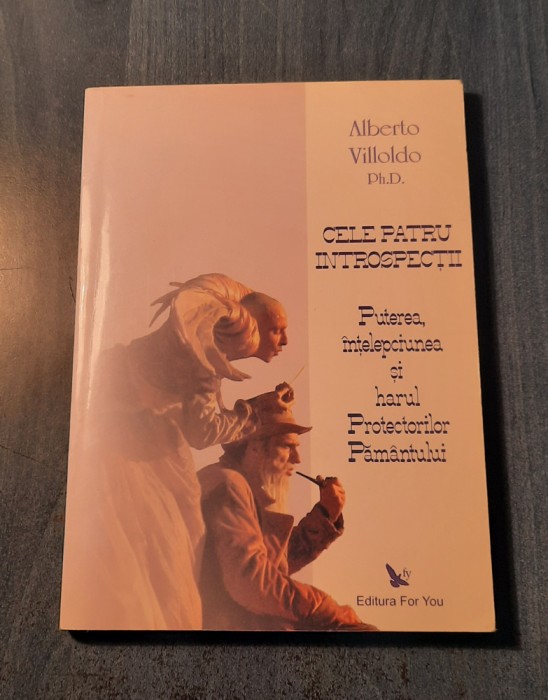 Alberto
Villoldo
Ph.D.
CELE PATRU
INTROSPECȚII
Puterea,
înțelepciunea
și
harul
Protectorilor
Pământului
fy
Editura For You